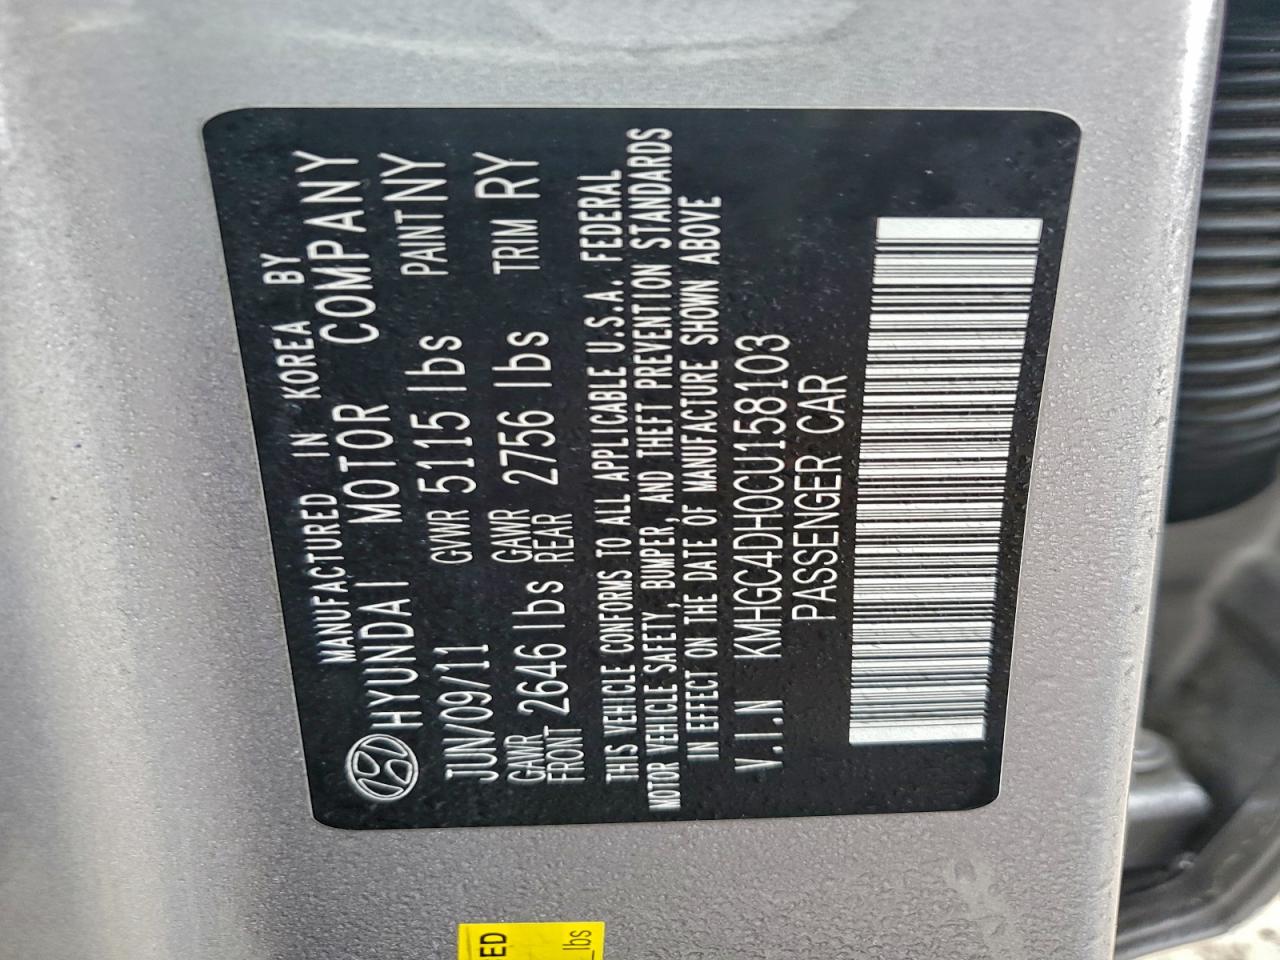 MANUFACTURED IN KOREA BY
HYUNDAI MOTOR COMPANY
JUN/09/11 GVWR 5115 lbs PAINT NY
GAWR FRONT 2646 lbs GAWR REAR 2756 lbs TRIM RY
THIS VEHICLE CONFORMS TO ALL APPLICABLE U.S.A. FEDERAL
MOTOR VEHICLE SAFETY, BUMPER, AND THEFT PREVENTION STANDARDS
IN EFFECT ON THE DATE OF MANUFACTURE SHOWN ABOVE
V.I.N KMHGC4DH0CU158103
PASSENGER CAR
ED
lbs